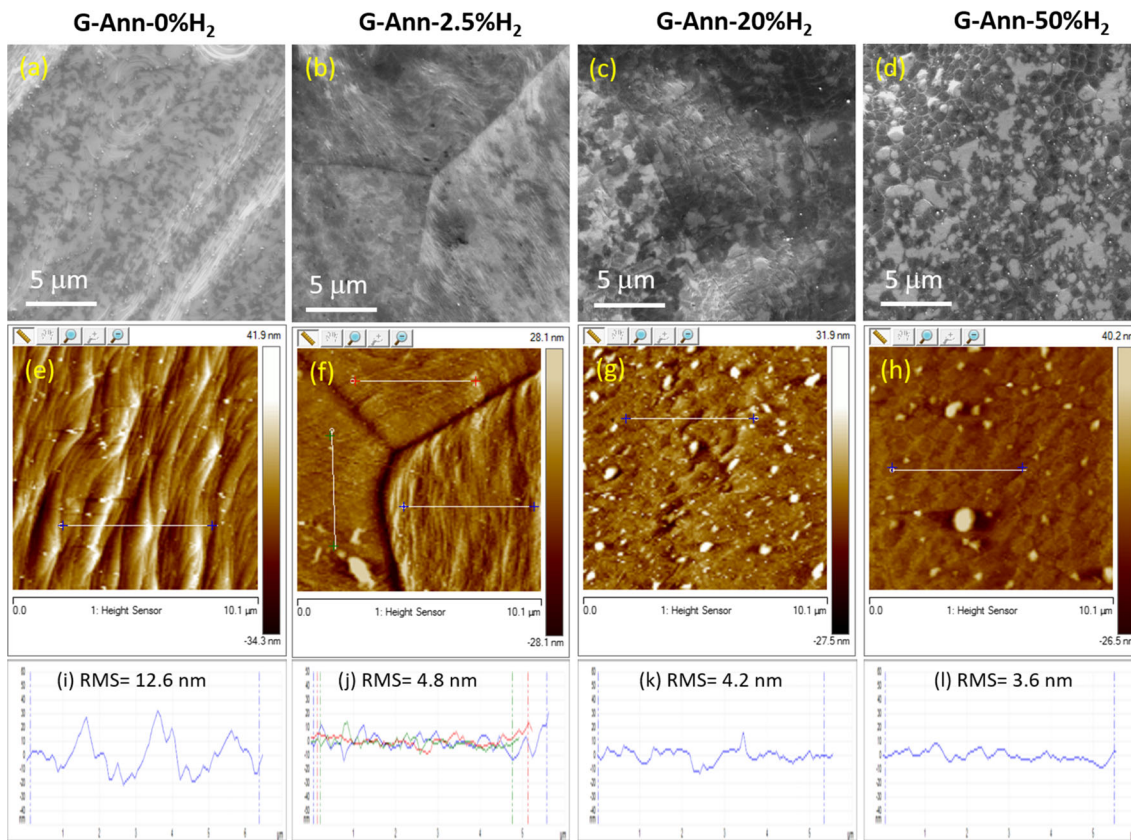 G-Ann-0%H2 G-Ann-2.5%H2 G-Ann-20%H2 G-Ann-50%H2
(a) (b) (c) (d)
5 μm 5 μm 5 μm 5 μm
41.9 nm 28.1 nm 31.9 nm 40.2 nm
(e) (f) (g) (h)
0.0 1: Height Sensor 10.1 μm 0.0 1: Height Sensor 10.1 μm 0.0 1: Height Sensor 10.1 μm 0.0 1: Height Sensor 10.1 μm
-34.3 nm -28.1 nm -27.5 nm -26.5 nm
(i) RMS= 12.6 nm (j) RMS= 4.8 nm (k) RMS= 4.2 nm (l) RMS= 3.6 nm